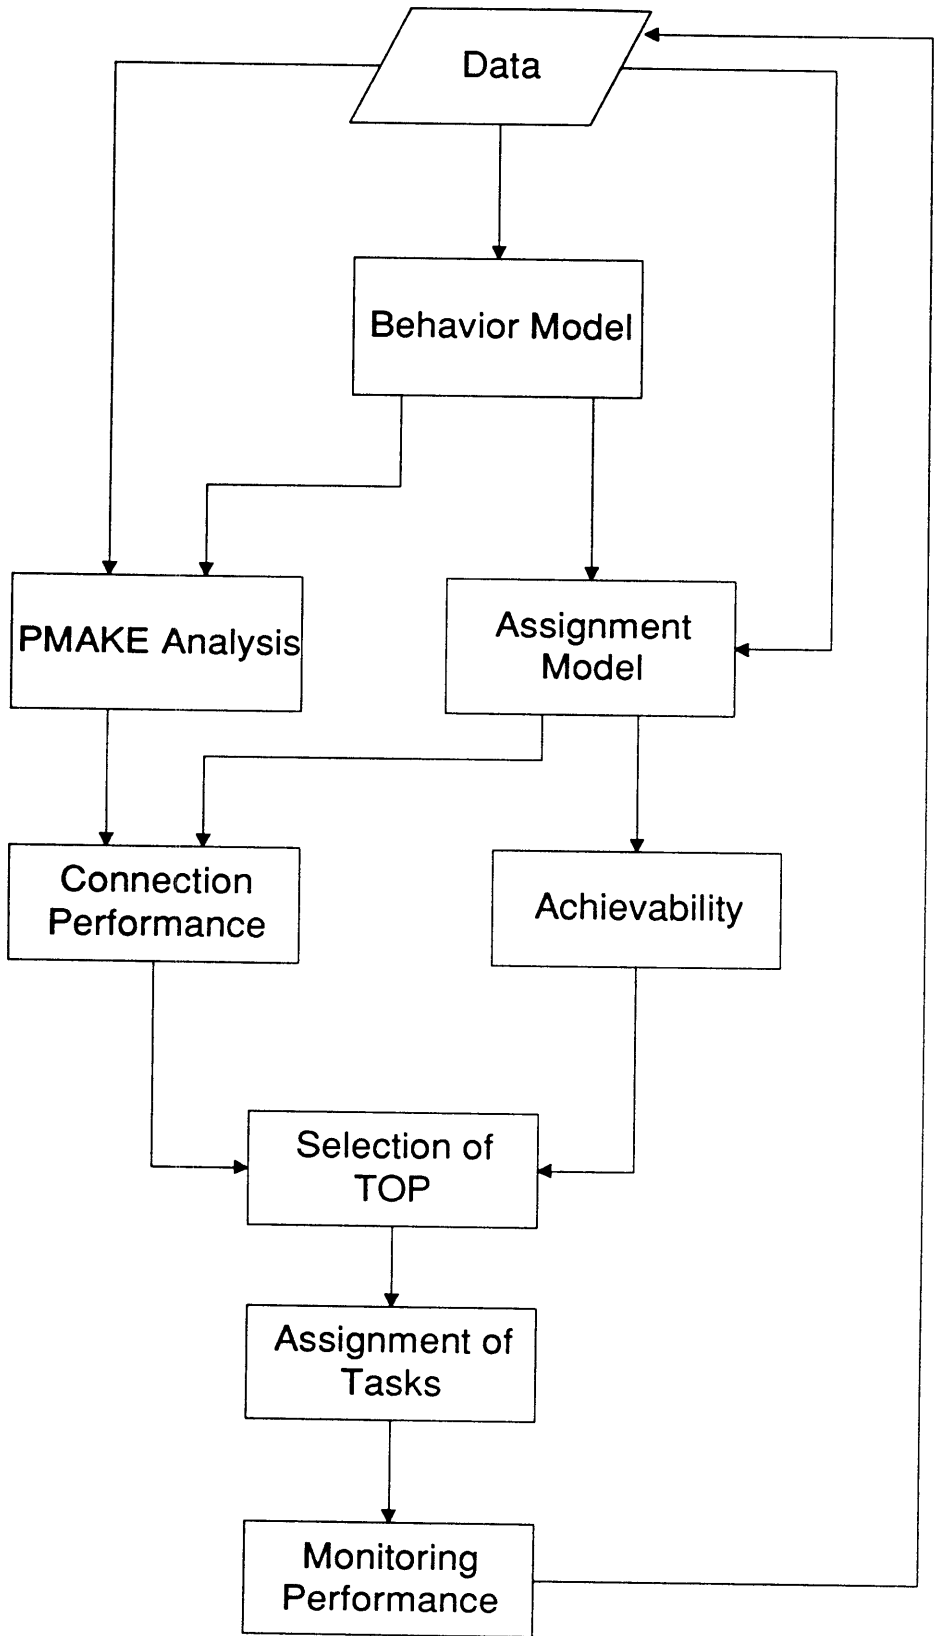 Data
Behavior Model
PMAKE Analysis
Assignment
Model
Connection
Performance
Achievability
Selection of
TOP
Assignment of
Tasks
Monitoring
Performance